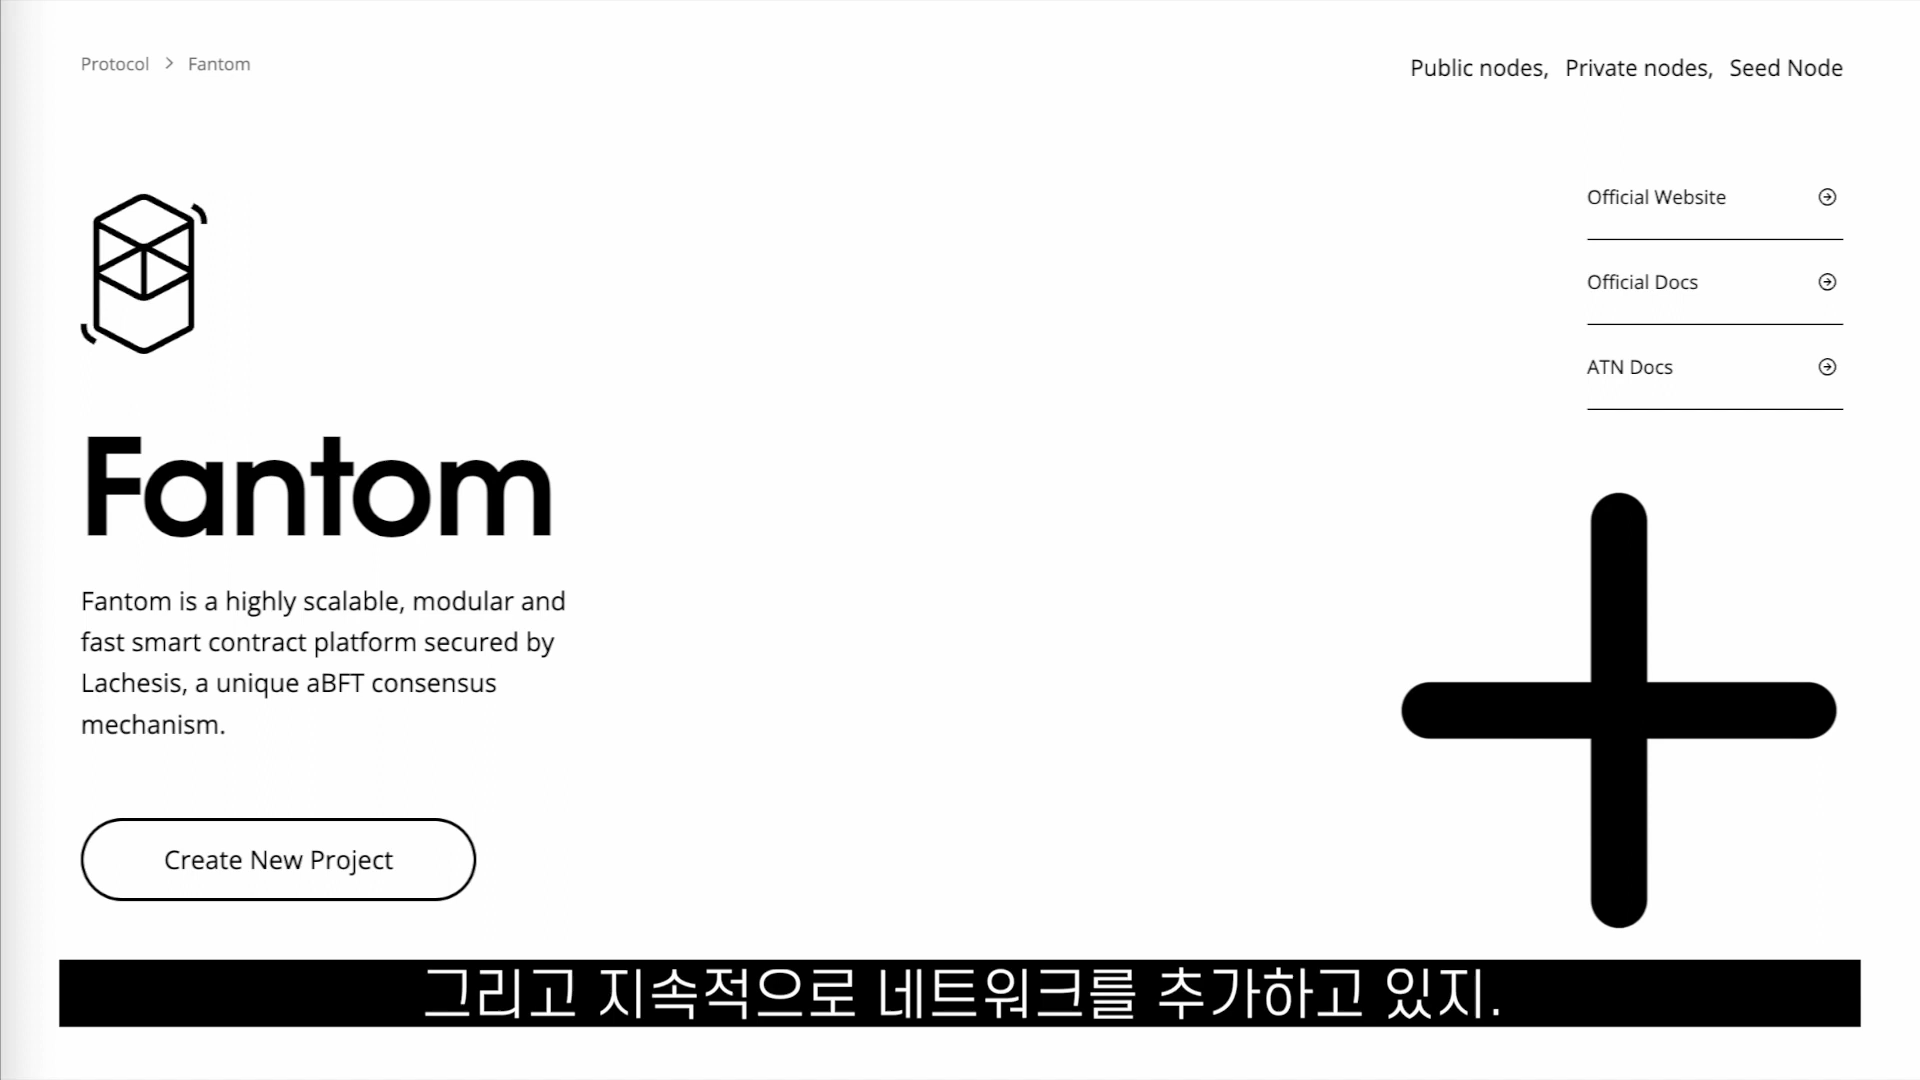 Protocol > Fantom
Public nodes, Private nodes, Seed Node
Official Website
Official Docs
ATN Docs
Fantom
Fantom is a highly scalable, modular and
fast smart contract platform secured by
Lachesis, a unique aBFT consensus
mechanism.
Create New Project
그리고 지속적으로 네트워크를 추가하고 있지.